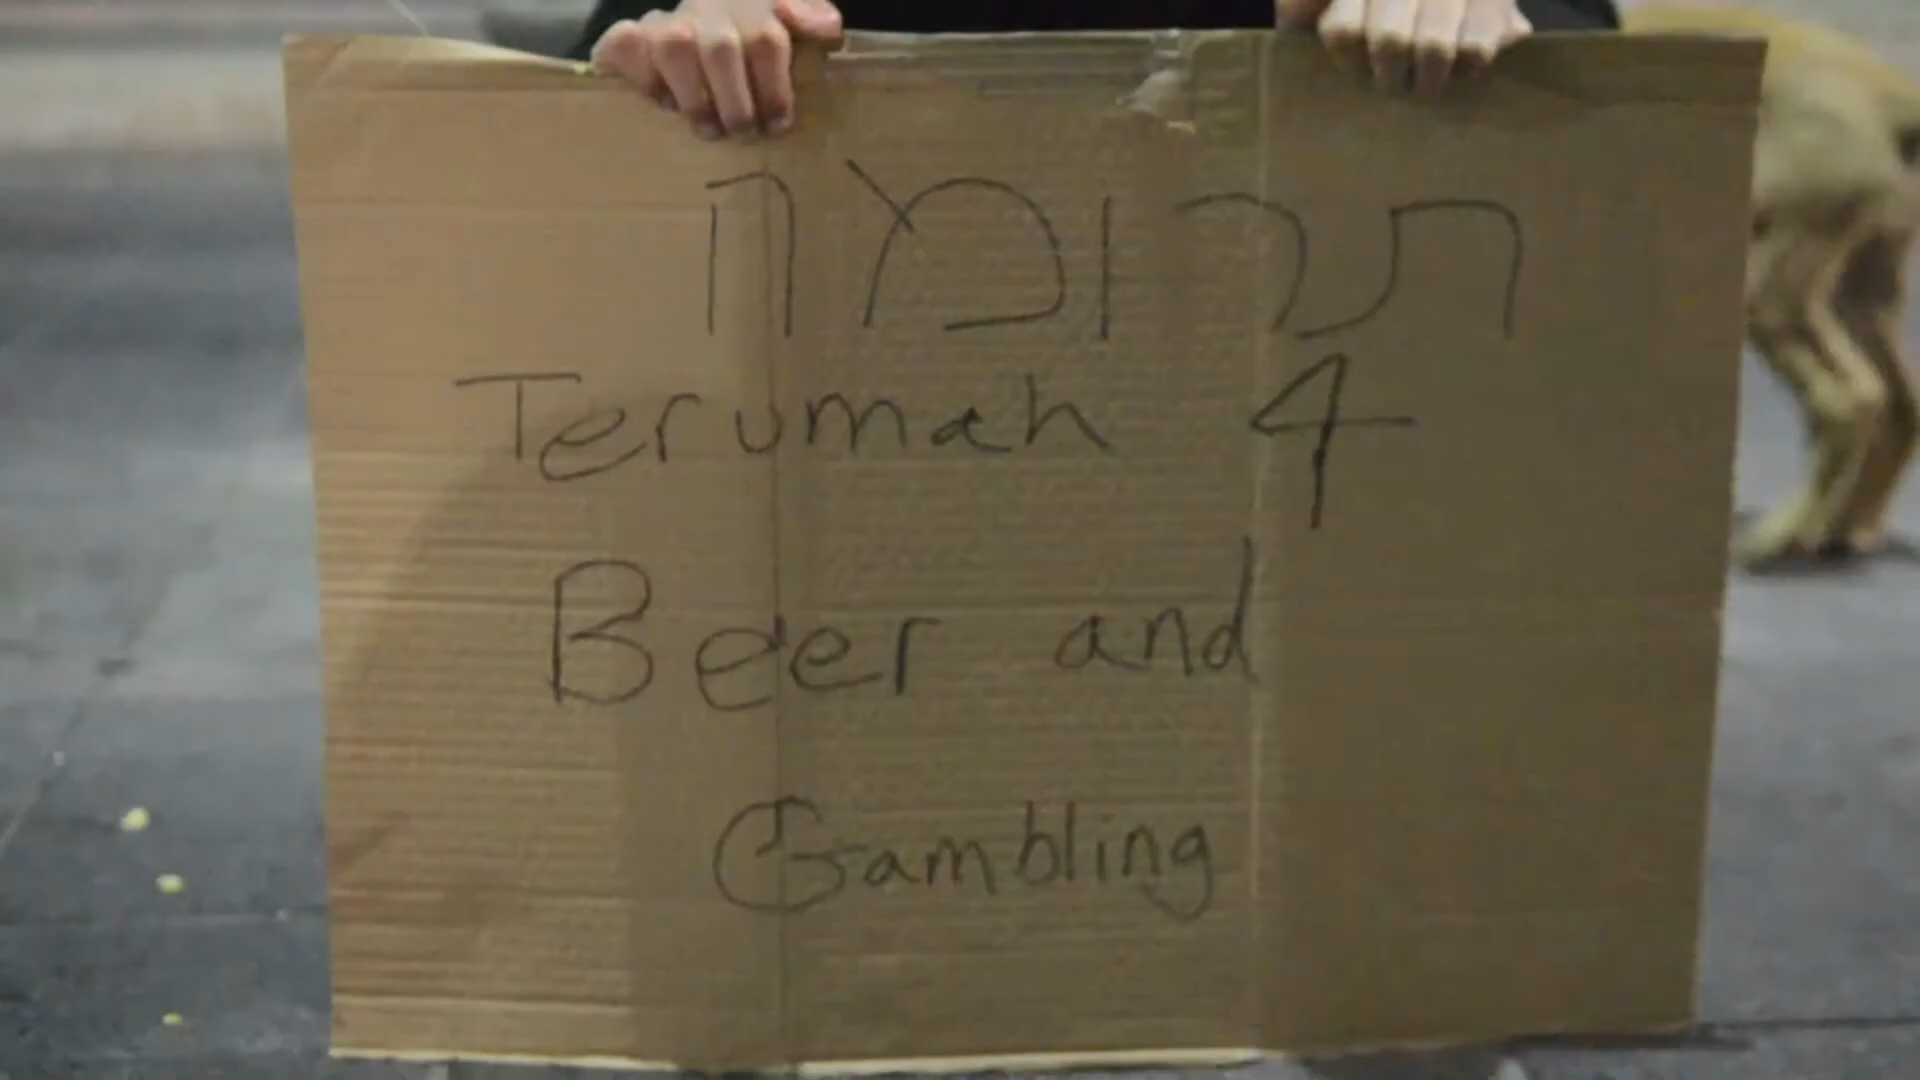 תרומה
Terumah 4
Beer and
Gambling